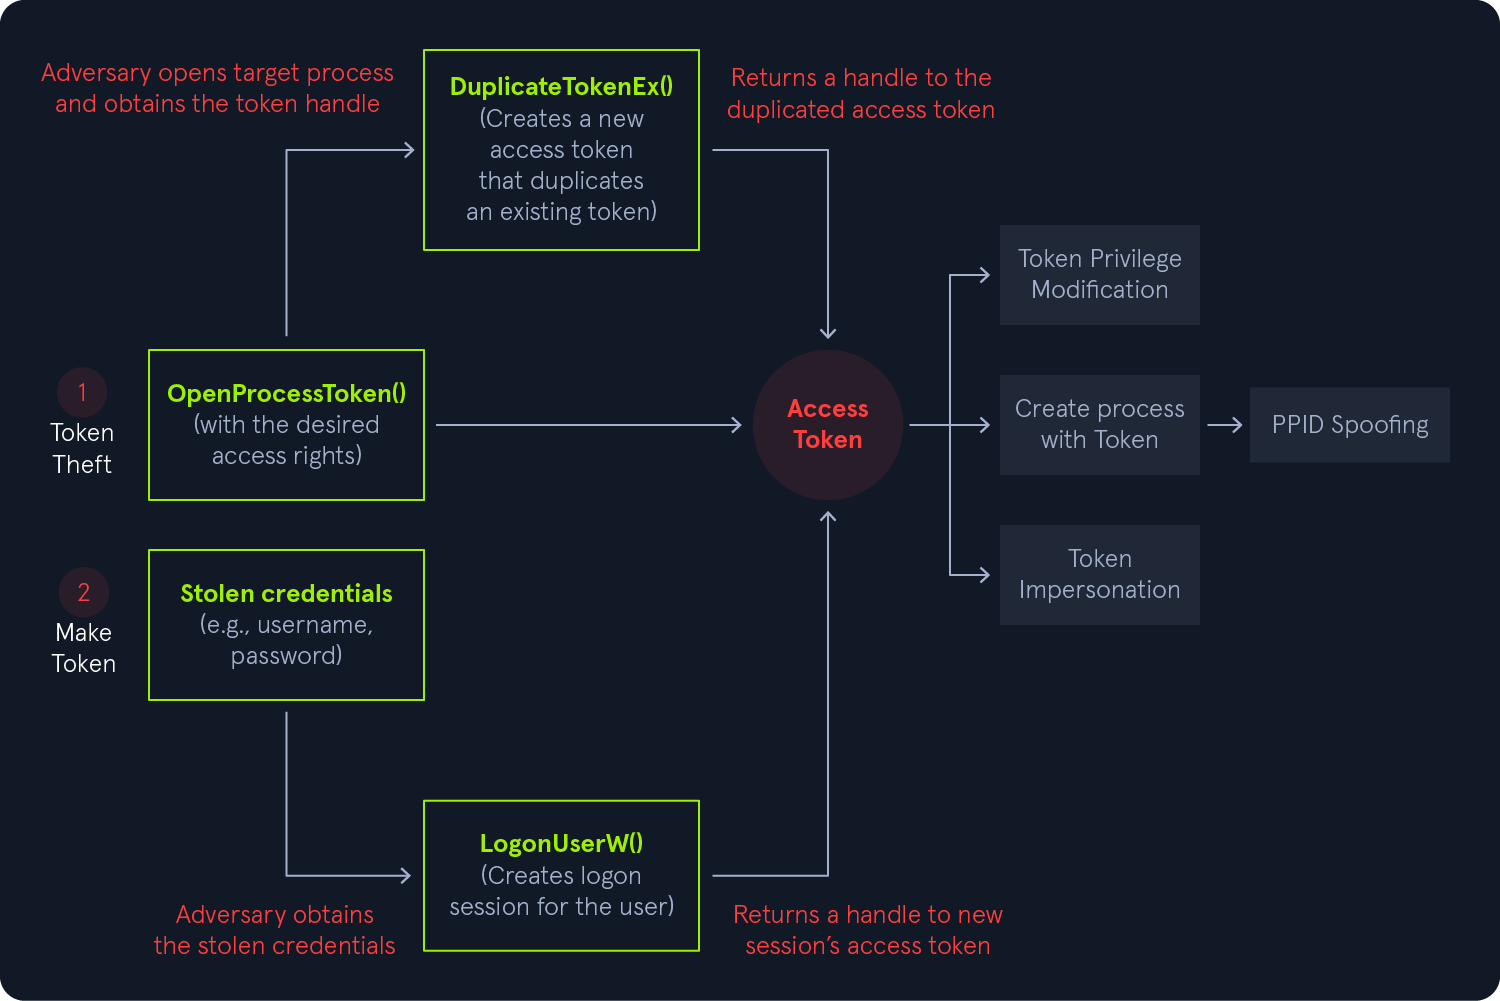 Adversary opens target process
and obtains the token handle
DuplicateTokenEx()
(Creates a new
access token
that duplicates
an existing token)
Returns a handle to the
duplicated access token
1
Token
Theft
OpenProcessToken()
(with the desired
access rights)
Access
Token
Token Privilege
Modification
Create process
with Token
PPID Spoofing
Token
Impersonation
2
Make
Token
Stolen credentials
(e.g., username,
password)
Adversary obtains
the stolen credentials
LogonUserW()
(Creates logon
session for the user)
Returns a handle to new
session’s access token